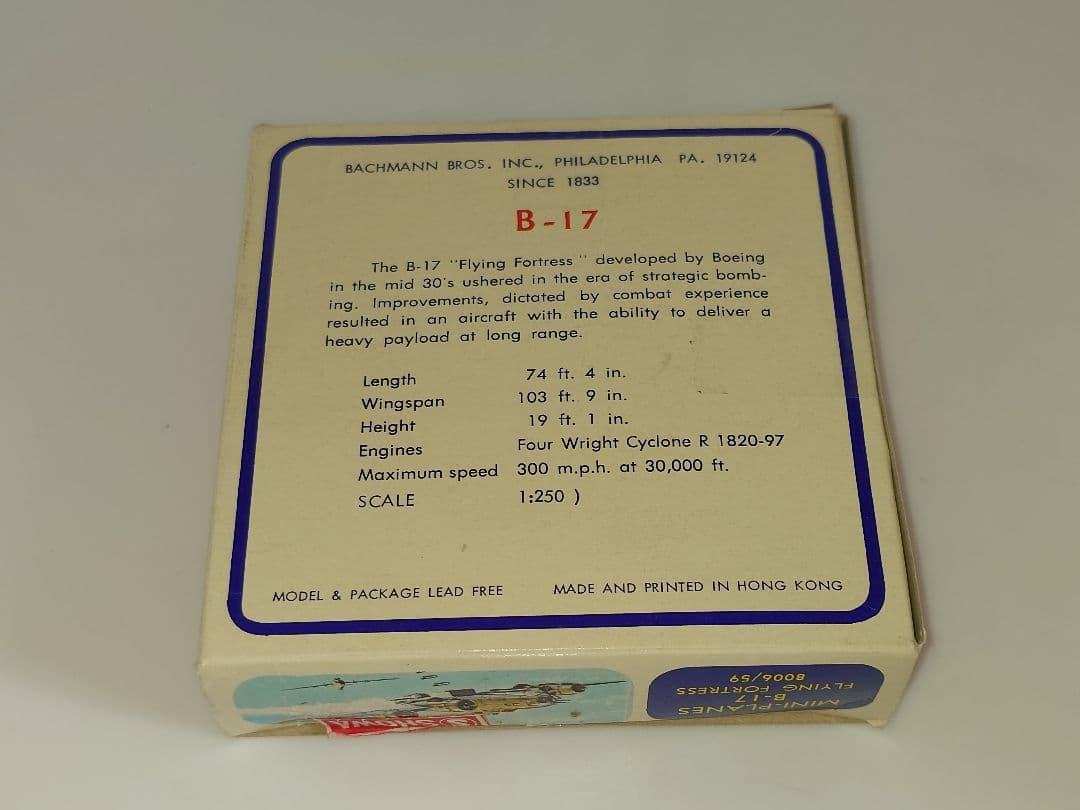 BACHMANN BROS. INC., PHILADELPHIA PA. 19124
SINCE 1833
B-17
The B-17 "Flying Fortress" developed by Boeing
in the mid 30's ushered in the era of strategic bomb-
ing. Improvements, dictated by combat experience
resulted in an aircraft with the ability to deliver a
heavy payload at long range.
Length 74 ft. 4 in.
Wingspan 103 ft. 9 in.
Height 19 ft. 1 in.
Engines Four Wright Cyclone R 1820-97
Maximum speed 300 m.p.h. at 30,000 ft.
SCALE 1:250 )
MODEL & PACKAGE LEAD FREE MADE AND PRINTED IN HONG KONG
MINI-PLANES
B-17
FLYING FORTRESS
8006/59